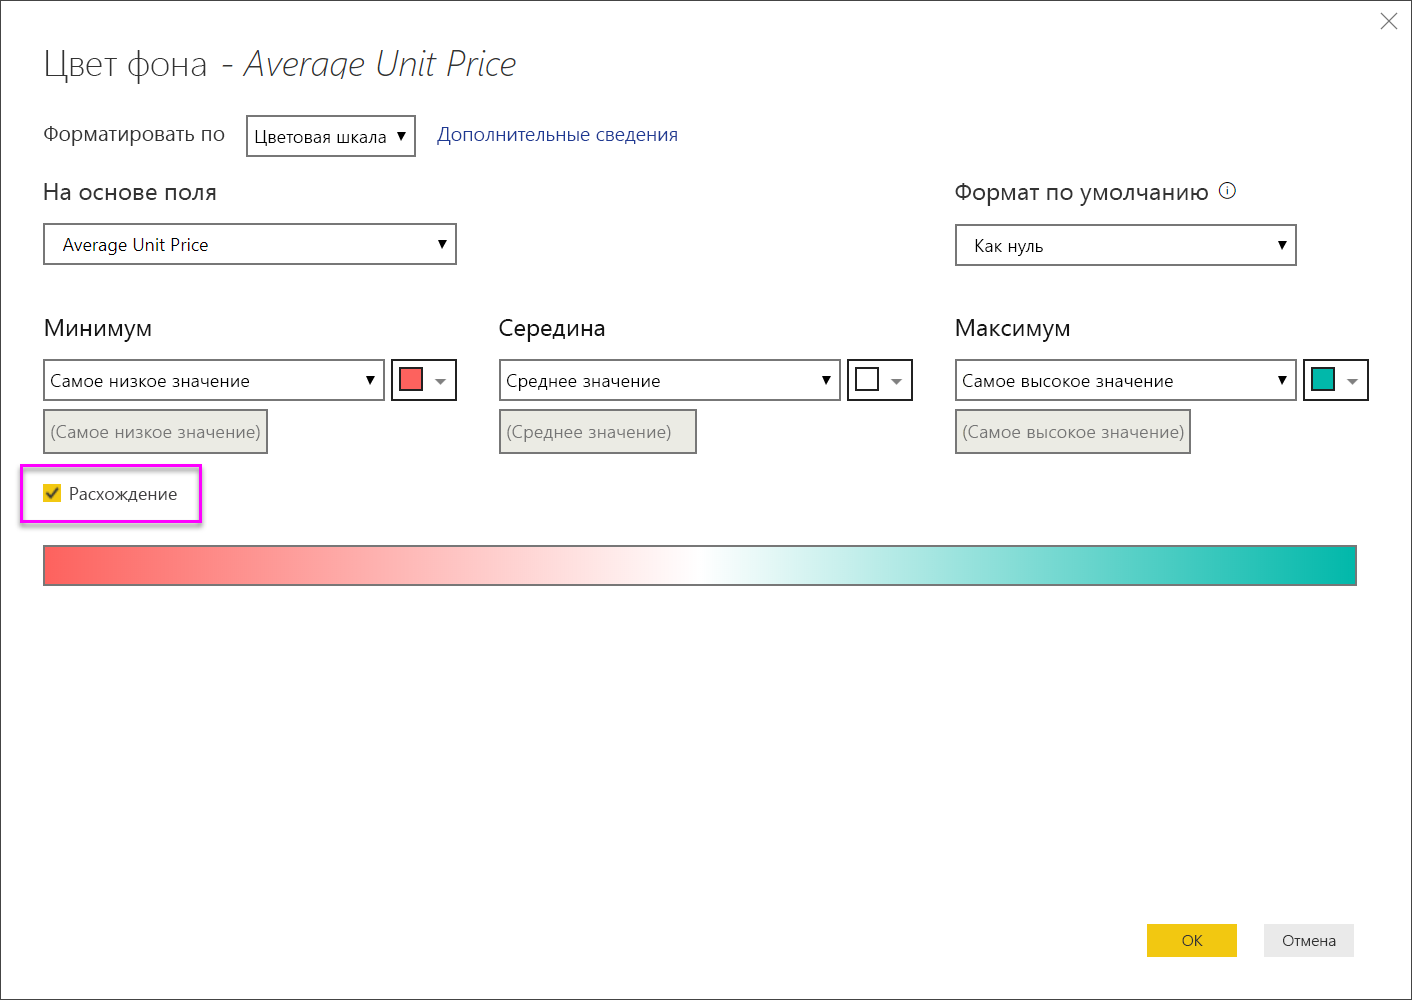 Цвет фона - Average Unit Price
Форматировать по Цветовая шкала Дополнительные сведения
На основе поля Формат по умолчанию
Average Unit Price Как нуль
Минимум Середина Максимум
Самое низкое значение Среднее значение Самое высокое значение
(Самое низкое значение) (Среднее значение) (Самое высокое значение)
Расхождение
ОК Отмена